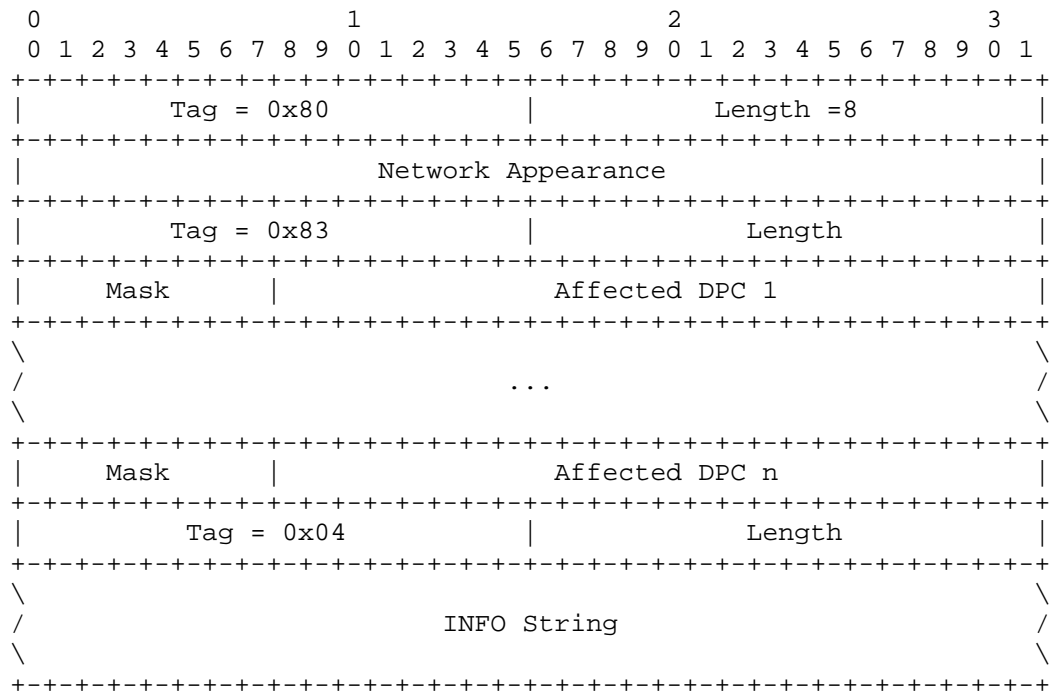 0                   1                   2                   3
 0 1 2 3 4 5 6 7 8 9 0 1 2 3 4 5 6 7 8 9 0 1 2 3 4 5 6 7 8 9 0 1
+-+-+-+-+-+-+-+-+-+-+-+-+-+-+-+-+-+-+-+-+-+-+-+-+-+-+-+-+-+-+-+-+
|         Tag = 0x80            |           Length =8           |
+-+-+-+-+-+-+-+-+-+-+-+-+-+-+-+-+-+-+-+-+-+-+-+-+-+-+-+-+-+-+-+-+
|                      Network Appearance                       |
+-+-+-+-+-+-+-+-+-+-+-+-+-+-+-+-+-+-+-+-+-+-+-+-+-+-+-+-+-+-+-+-+
|         Tag = 0x83            |             Length            |
+-+-+-+-+-+-+-+-+-+-+-+-+-+-+-+-+-+-+-+-+-+-+-+-+-+-+-+-+-+-+-+-+
|     Mask      |                 Affected DPC 1                |
+-+-+-+-+-+-+-+-+-+-+-+-+-+-+-+-+-+-+-+-+-+-+-+-+-+-+-+-+-+-+-+-+
\                                                               \
/                              ...                              /
\                                                               \
+-+-+-+-+-+-+-+-+-+-+-+-+-+-+-+-+-+-+-+-+-+-+-+-+-+-+-+-+-+-+-+-+
|     Mask      |                 Affected DPC n                |
+-+-+-+-+-+-+-+-+-+-+-+-+-+-+-+-+-+-+-+-+-+-+-+-+-+-+-+-+-+-+-+-+
|          Tag = 0x04           |             Length            |
+-+-+-+-+-+-+-+-+-+-+-+-+-+-+-+-+-+-+-+-+-+-+-+-+-+-+-+-+-+-+-+-+
\                                                               \
/                          INFO String                          /
\                                                               \
+-+-+-+-+-+-+-+-+-+-+-+-+-+-+-+-+-+-+-+-+-+-+-+-+-+-+-+-+-+-+-+-+